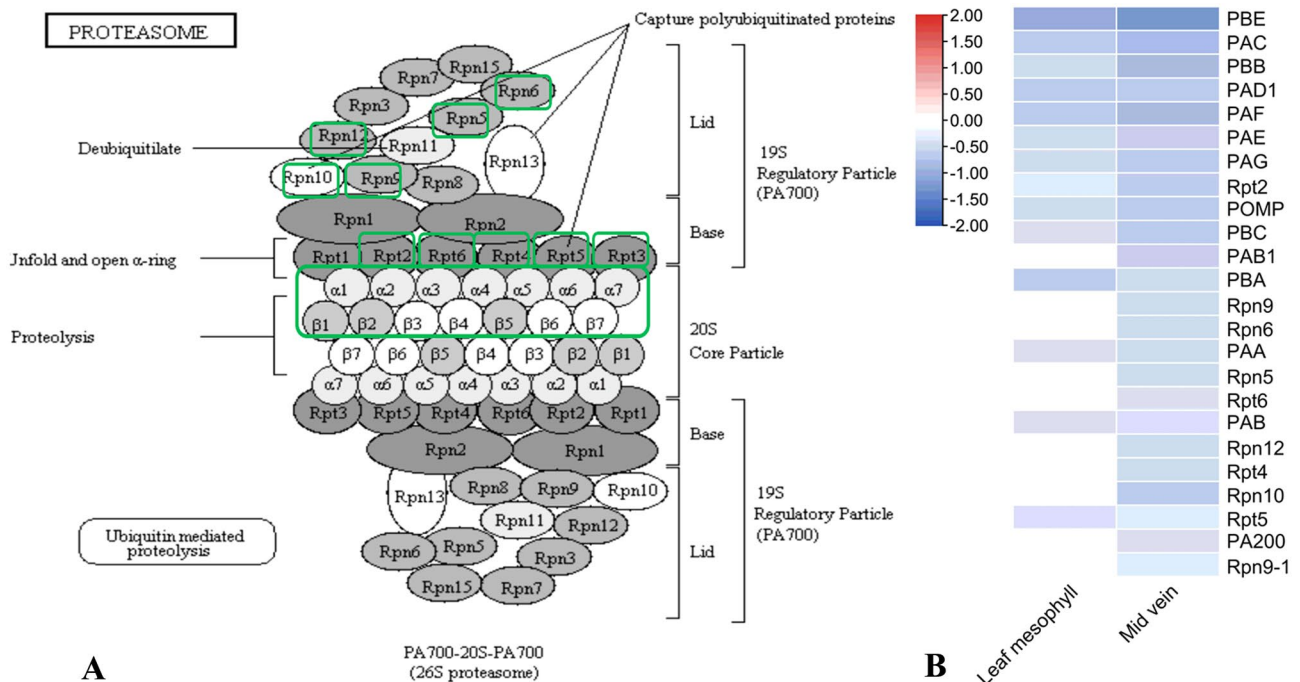 PROTEASOME
Capture polyubiquitinated proteins
Rpn15
Rpn7
Rpn6
Rpn3
Rpn5
Rpn12
Deubiquitilate
Rpn11
Rpn13
Rpn10
Rpn9
Rpn8
Lid
19S
Regulatory Particle
(PA700)
Rpn1
Rpn2
Base
Jnfold and open α-ring
Rpt1 Rpt2 Rpt6 Rpt4 Rpt5 Rpt3
α1 α2 α3 α4 α5 α6 α7
β1 β2 β3 β4 β5 β6 β7
Proteolysis
20S
Core Particle
β7 β6 β5 β4 β3 β2 β1
α7 α6 α5 α4 α3 α2 α1
Rpt3 Rpt5 Rpt4 Rpt6 Rpt2 Rpt1
Base
Rpn2
Rpn1
Rpn13
Rpn8
Rpn9
Rpn10
19S
Regulatory Particle
(PA700)
Rpn11
Rpn12
Lid
Ubiquitin mediated
proteolysis
Rpn6
Rpn5
Rpn3
Rpn15
Rpn7
PA700-20S-PA700
(26S proteasome)
A
2.00
1.50
1.00
0.50
0.00
-0.50
-1.00
-1.50
-2.00
PBE
PAC
PBB
PAD1
PAF
PAE
PAG
Rpt2
POMP
PBC
PAB1
PBA
Rpn9
Rpn6
PAA
Rpn5
Rpt6
PAB
Rpn12
Rpt4
Rpn10
Rpt5
PA200
Rpn9-1
Leaf mesophyll
Mid vein
B